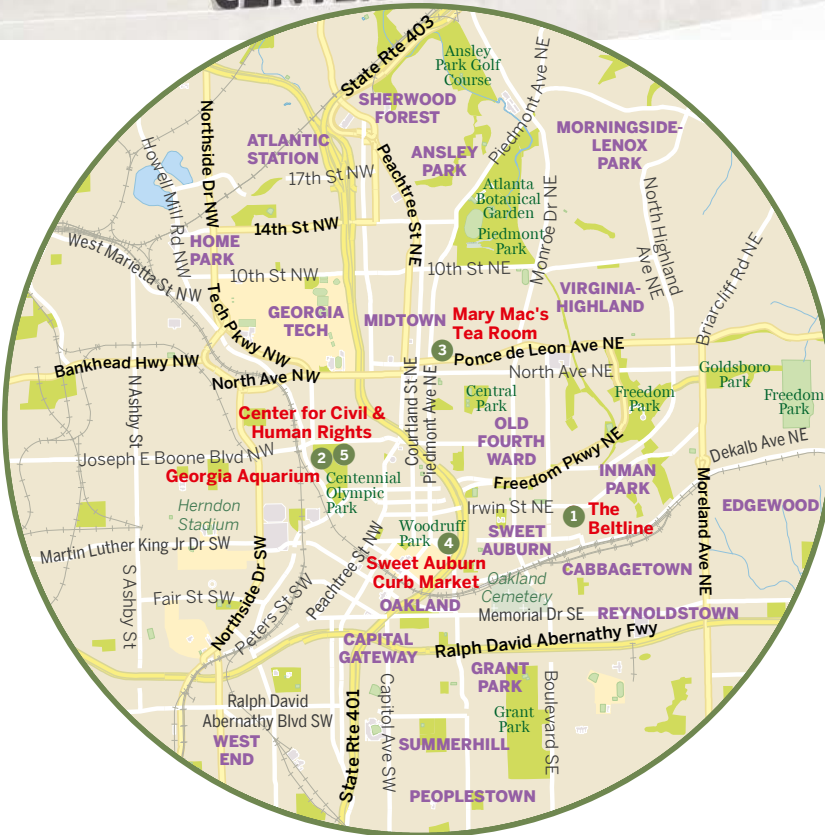 State Rte 403
Ansley
Park Golf
Course
Piedmont Ave NE
SHERWOOD
FOREST
Northside Dr NW
Howell Mill Rd NW
ATLANTIC
STATION
17th St NW
Peachtree St NE
ANSLEY
PARK
MORNINGSIDE-
LENOX
PARK
Atlanta
Botanical
Garden
Piedmont
Park
Monroe Dr NE
North Highland
Ave NE
14th St NW
HOME
PARK
West Marietta St NW
10th St NW
10th St NE
Briarcliff Rd NE
VIRGINIA-
HIGHLAND
Tech Pkwy NW
GEORGIA
TECH
MIDTOWN
Mary Mac's
Tea Room
3
Ponce de Leon Ave NE
Bankhead Hwy NW
North Ave NW
North Ave NE
N Ashby St
Courtland St NE
Piedmont Ave NE
Central
Park
Freedom
Park
Goldsboro
Park
Freedom
Park
Center for Civil &
Human Rights
OLD
FOURTH
WARD
Freedom Pkwy NE
Dekalb Ave NE
Joseph E Boone Blvd NW
2
5
Georgia Aquarium
Centennial
Olympic
Park
INMAN
PARK
Moreland Ave NE
EDGEWOOD
Herndon
Stadium
Irwin St NE
1
The
Beltline
Woodruff
Park
4
SWEET
AUBURN
Martin Luther King Jr Dr SW
Peachtree St NW
Sweet Auburn
Curb Market
CABBAGETOWN
Oakland
Cemetery
S Ashby St
Fair St SW
Northside Dr SW
Peters St SW
OAKLAND
Memorial Dr SE
REYNOLDSTOWN
CAPITAL
GATEWAY
Ralph David Abernathy Fwy
GRANT
PARK
Grant
Park
Boulevard SE
Ralph David
Abernathy Blvd SW
State Rte 401
Capitol Ave SW
WEST
END
SUMMERHILL
PEOPLESTOWN